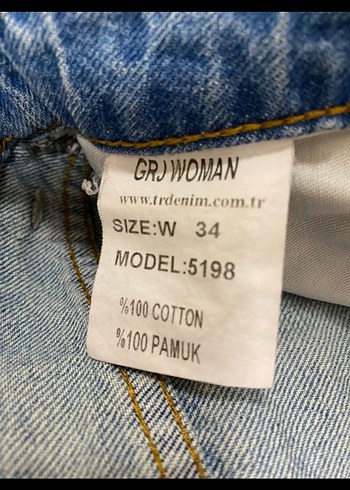 GRJ WOMAN
www.trdenim.com.tr
SIZE:W 34
MODEL:5198
%100 COTTON
%100 PAMUK